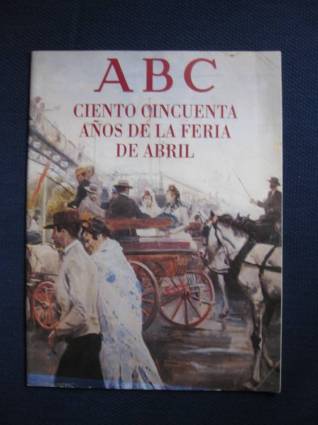 ABC
CIENTO CINCUENTA
AÑOS DE LA FERIA
DE ABRIL